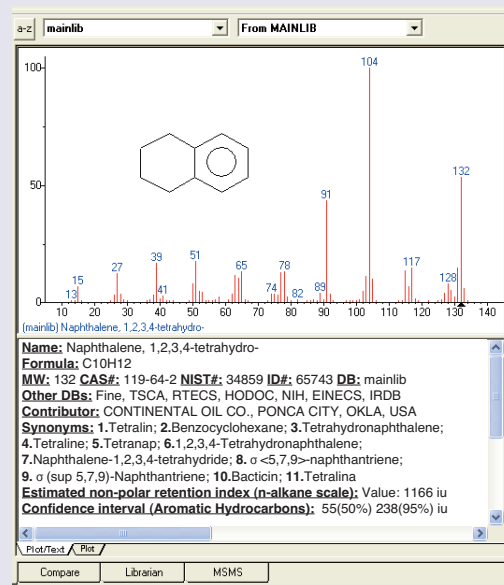 a-z mainlib From MAINLIB
100
50
0
104
132
91
117
128
78
89
82
74
65
51
39
41
27
15
13
10 20 30 40 50 60 70 80 90 100 110 120 130 140
(mainlib) Naphthalene, 1,2,3,4-tetrahydro-
Name: Naphthalene, 1,2,3,4-tetrahydro-
Formula: C10H12
MW: 132 CAS#: 119-64-2 NIST#: 34859 ID#: 65743 DB: mainlib
Other DBs: Fine, TSCA, RTECS, HODOC, NIH, EINECS, IRDB
Contributor: CONTINENTAL OIL CO., PONCA CITY, OKLA, USA
Synonyms: 1.Tetralin; 2.Benzocyclohexane; 3.Tetrahydronaphthalene;
4.Tetraline; 5.Tetranap; 6.1,2,3,4-Tetrahydronaphthalene;
7.Naphthalene-1,2,3,4-tetrahydride; 8. σ<5,7,9>-naphthantriene;
9. σ (sup 5,7,9)-Naphthantriene; 10.Bacticin; 11.Tetralina
Estimated non-polar retention index (n-alkane scale): Value: 1166 iu
Confidence interval (Aromatic Hydrocarbons): 55(50%) 238(95%) iu
Plot/Text Plot
Compare Librarian MSMS